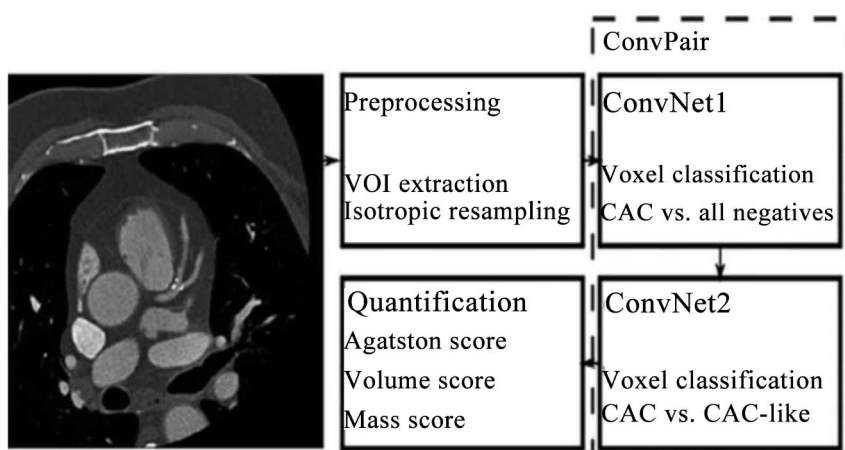 ConvPair
Preprocessing
VOI extraction
Isotropic resampling
ConvNet1
Voxel classification
CAC vs. all negatives
ConvNet2
Voxel classification
CAC vs. CAC-like
Quantification
Agatston score
Volume score
Mass score